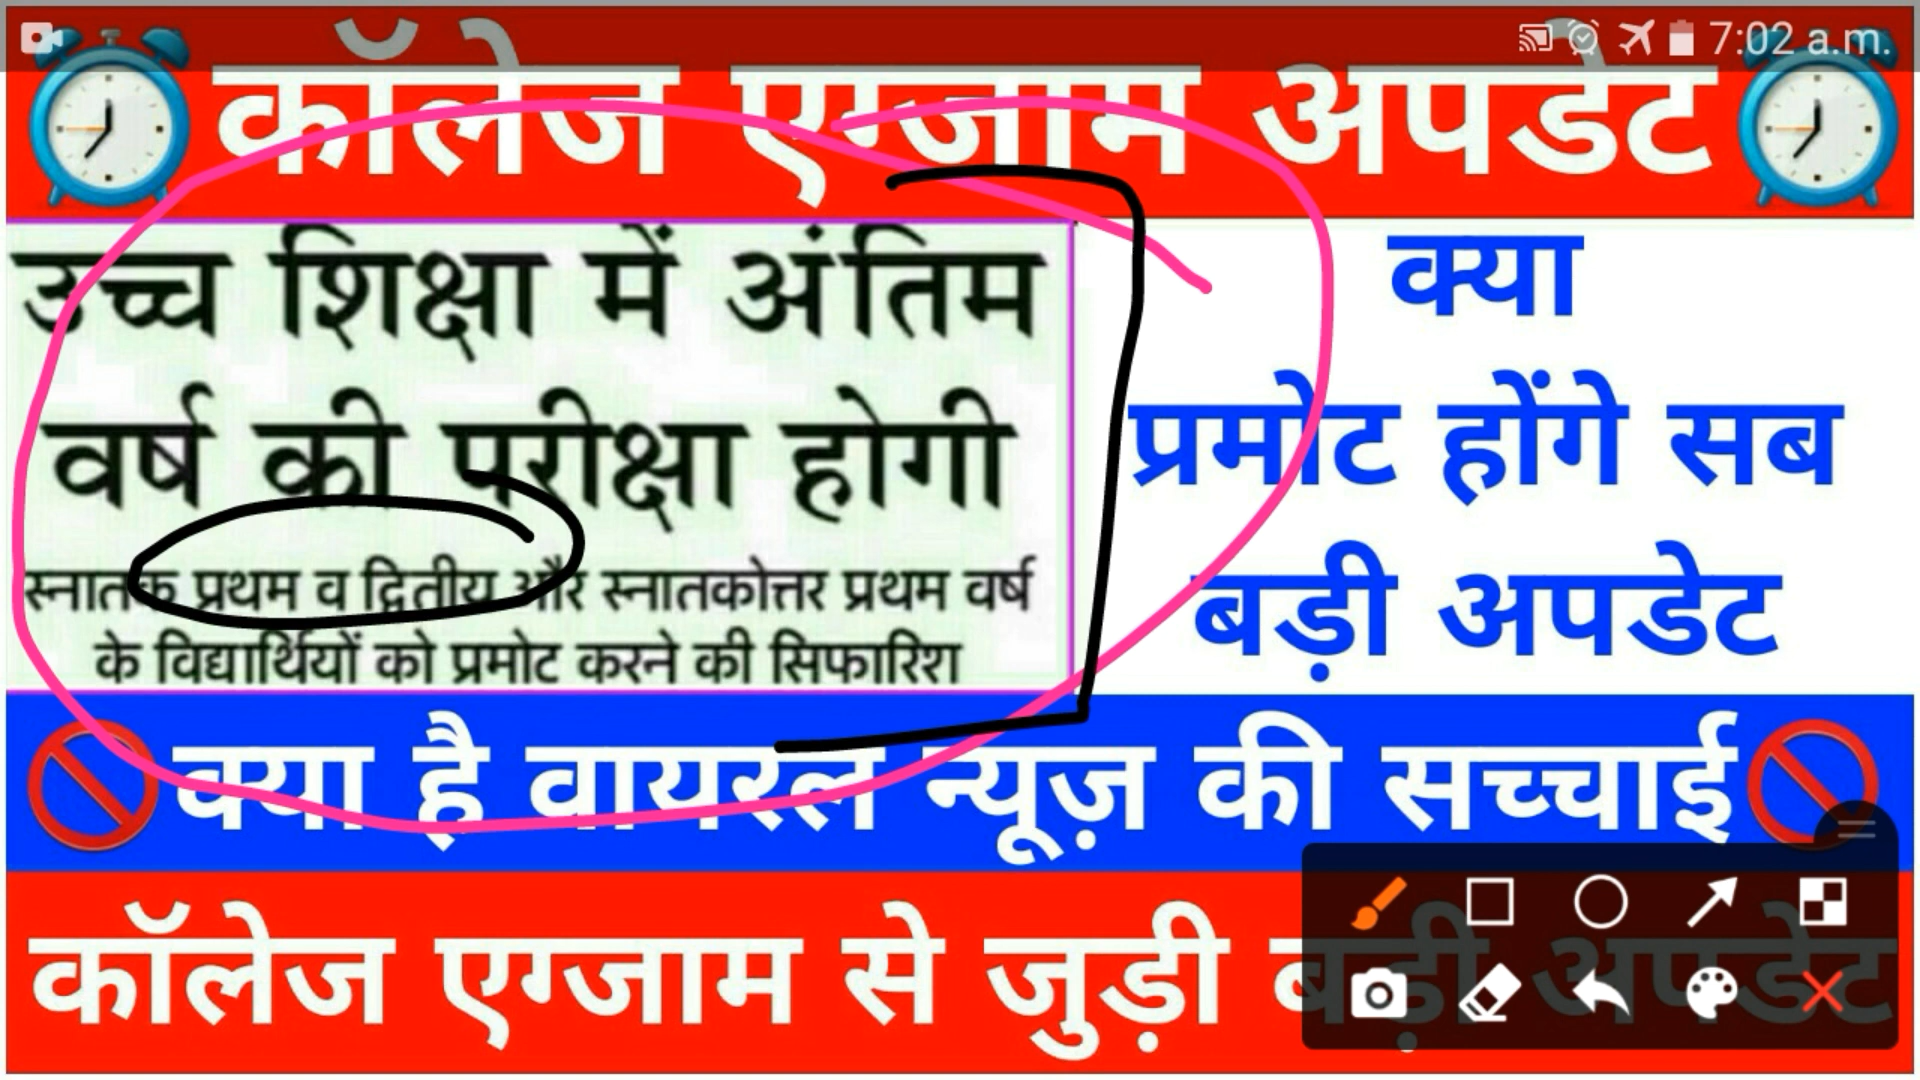 7:02 a.m.
कॉलेज एग्जाम अपडेट
उच्च शिक्षा में अंतिम
वर्ष की परीक्षा होगी
स्नातक प्रथम व द्वितीय और स्नातकोत्तर प्रथम वर्ष
के विद्यार्थियों को प्रमोट करने की सिफारिश
क्या
प्रमोट होंगे सब
बड़ी अपडेट
क्या है वायरल न्यूज़ की सच्चाई
कॉलेज एग्जाम से जुड़ी बड़ी अपडेट